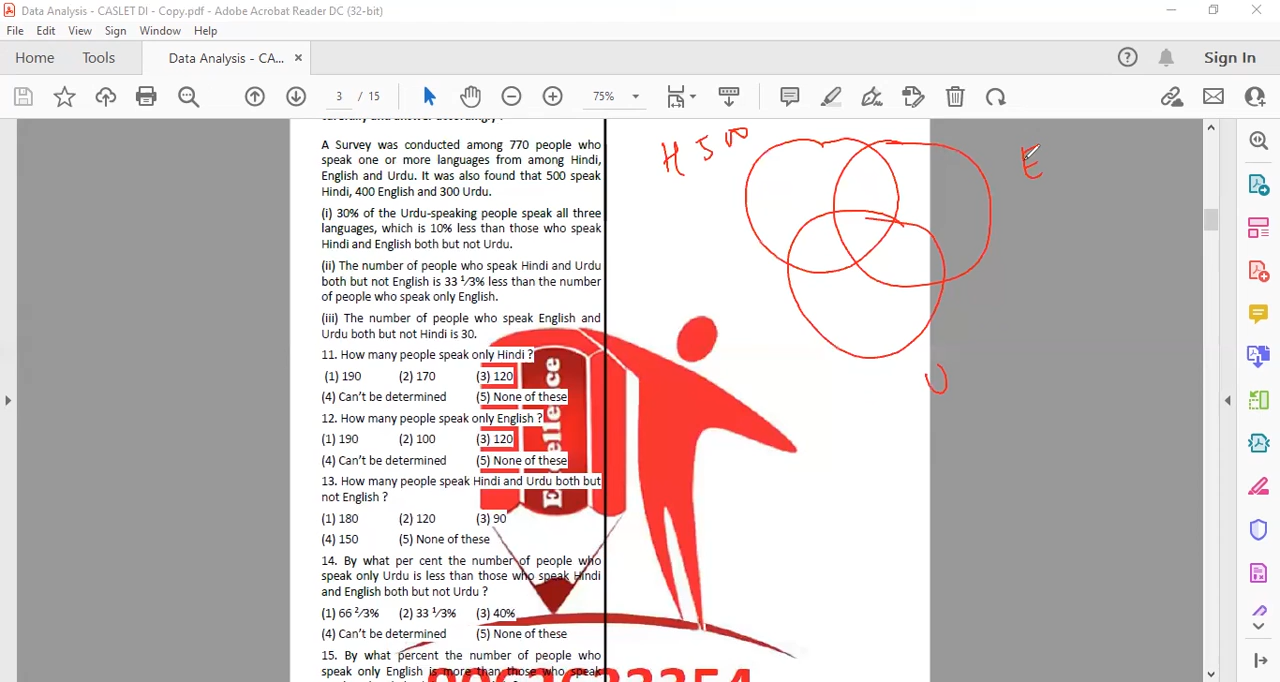 Data Analysis - CASLET DI - Copy.pdf - Adobe Acrobat Reader DC (32-bit)
File Edit View Sign Window Help
Home Tools Data Analysis - CA... × Sign In
3 / 15 75%
A Survey was conducted among 770 people who
speak one or more languages from among Hindi,
English and Urdu. It was also found that 500 speak
Hindi, 400 English and 300 Urdu.
(i) 30% of the Urdu-speaking people speak all three
languages, which is 10% less than those who speak
Hindi and English both but not Urdu.
(ii) The number of people who speak Hindi and Urdu
both but not English is 33 ¹⁄3% less than the number
of people who speak only English.
(iii) The number of people who speak English and
Urdu both but not Hindi is 30.
11. How many people speak only Hindi ?
(1) 190 (2) 170 (3) 120
(4) Can't be determined (5) None of these
12. How many people speak only English ?
(1) 190 (2) 100 (3) 120
(4) Can't be determined (5) None of these
13. How many people speak Hindi and Urdu both but
not English ?
(1) 180 (2) 120 (3) 90
(4) 150 (5) None of these
14. By what per cent the number of people who
speak only Urdu is less than those who speak Hindi
and English both but not Urdu ?
(1) 66 ²⁄3% (2) 33 ¹⁄3% (3) 40%
(4) Can't be determined (5) None of these
15. By what percent the number of people who
speak only English is more than those who speak
H 500
E
U
Excellence